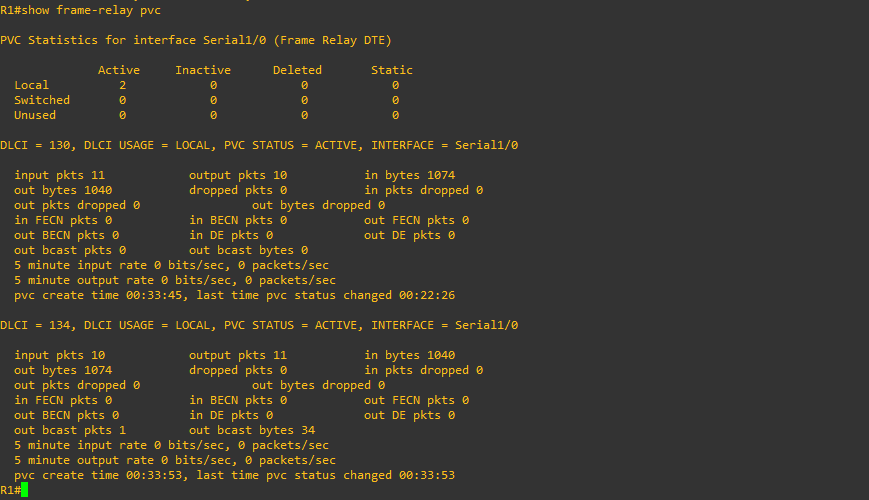 R1#show frame-relay pvc
PVC Statistics for interface Serial1/0 (Frame Relay DTE)
              Active     Inactive      Deleted       Static
  Local          2            0            0            0
  Switched       0            0            0            0
  Unused         0            0            0            0
DLCI = 130, DLCI USAGE = LOCAL, PVC STATUS = ACTIVE, INTERFACE = Serial1/0
  input pkts 11            output pkts 10           in bytes 1074
  out bytes 1040           dropped pkts 0           in pkts dropped 0
  out pkts dropped 0                out bytes dropped 0
  in FECN pkts 0           in BECN pkts 0           out FECN pkts 0
  out BECN pkts 0          in DE pkts 0             out DE pkts 0
  out bcast pkts 0         out bcast bytes 0
  5 minute input rate 0 bits/sec, 0 packets/sec
  5 minute output rate 0 bits/sec, 0 packets/sec
  pvc create time 00:33:45, last time pvc status changed 00:22:26
DLCI = 134, DLCI USAGE = LOCAL, PVC STATUS = ACTIVE, INTERFACE = Serial1/0
  input pkts 10            output pkts 11           in bytes 1040
  out bytes 1074           dropped pkts 0           in pkts dropped 0
  out pkts dropped 0                out bytes dropped 0
  in FECN pkts 0           in BECN pkts 0           out FECN pkts 0
  out BECN pkts 0          in DE pkts 0             out DE pkts 0
  out bcast pkts 1         out bcast bytes 34
  5 minute input rate 0 bits/sec, 0 packets/sec
  5 minute output rate 0 bits/sec, 0 packets/sec
  pvc create time 00:33:53, last time pvc status changed 00:33:53
R1#